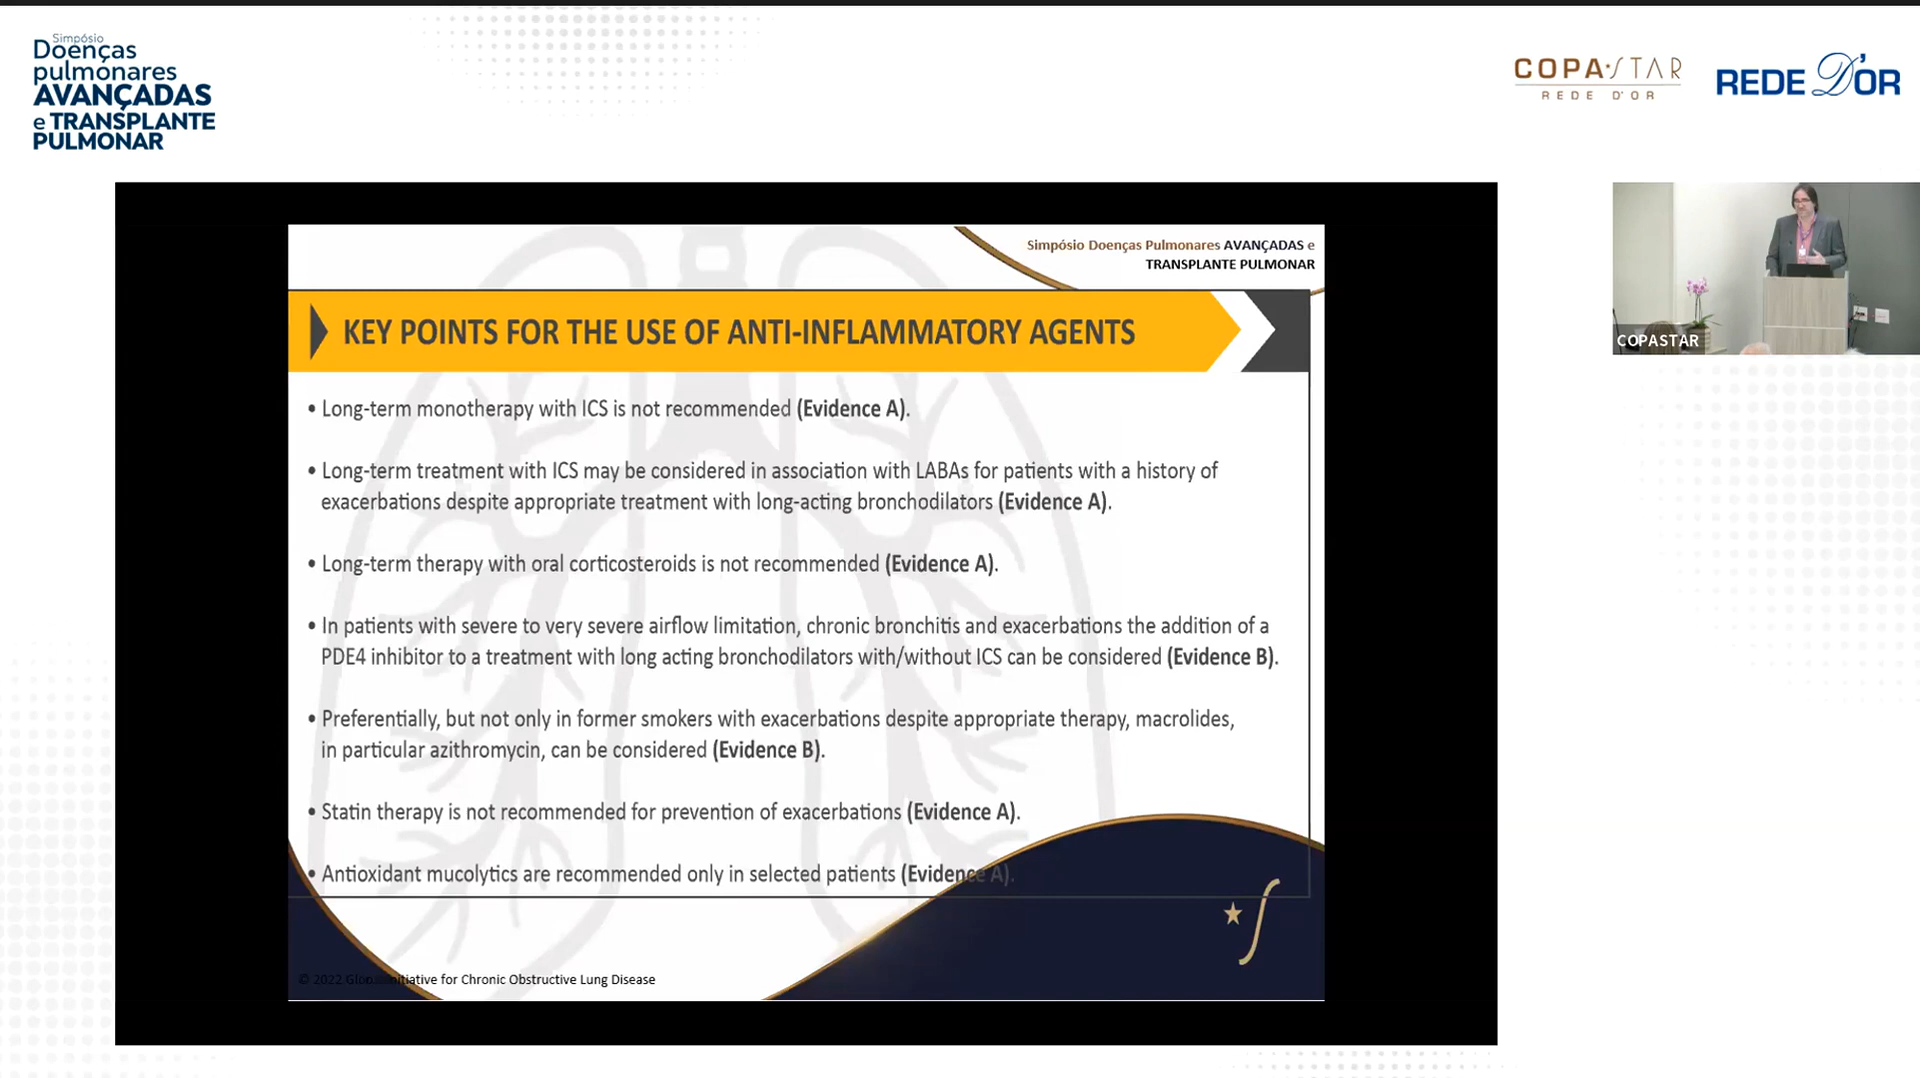 Simpósio
Doenças
pulmonares
AVANÇADAS
e TRANSPLANTE
PULMONAR
COPA STAR
REDE D'OR
REDE D'OR
Simpósio Doenças Pulmonares AVANÇADAS e
TRANSPLANTE PULMONAR
KEY POINTS FOR THE USE OF ANTI-INFLAMMATORY AGENTS
• Long-term monotherapy with ICS is not recommended (Evidence A).
• Long-term treatment with ICS may be considered in association with LABAs for patients with a history of
exacerbations despite appropriate treatment with long-acting bronchodilators (Evidence A).
• Long-term therapy with oral corticosteroids is not recommended (Evidence A).
• In patients with severe to very severe airflow limitation, chronic bronchitis and exacerbations the addition of a
PDE4 inhibitor to a treatment with long acting bronchodilators with/without ICS can be considered (Evidence B).
• Preferentially, but not only in former smokers with exacerbations despite appropriate therapy, macrolides,
in particular azithromycin, can be considered (Evidence B).
• Statin therapy is not recommended for prevention of exacerbations (Evidence A).
• Antioxidant mucolytics are recommended only in selected patients (Evidence A).
© 2022 Global Initiative for Chronic Obstructive Lung Disease
COPASTAR